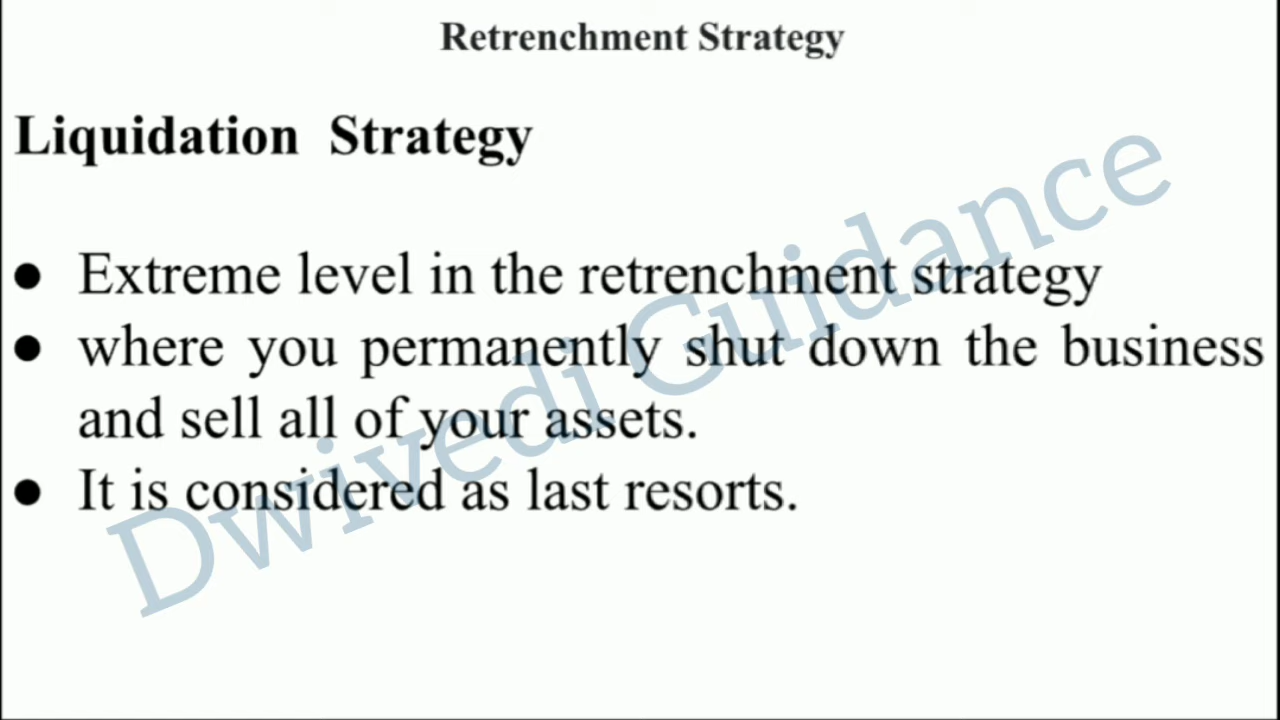 Retrenchment Strategy
Liquidation Strategy
● Extreme level in the retrenchment strategy
● where you permanently shut down the business
and sell all of your assets.
● It is considered as last resorts.
Dwivedi Guidance